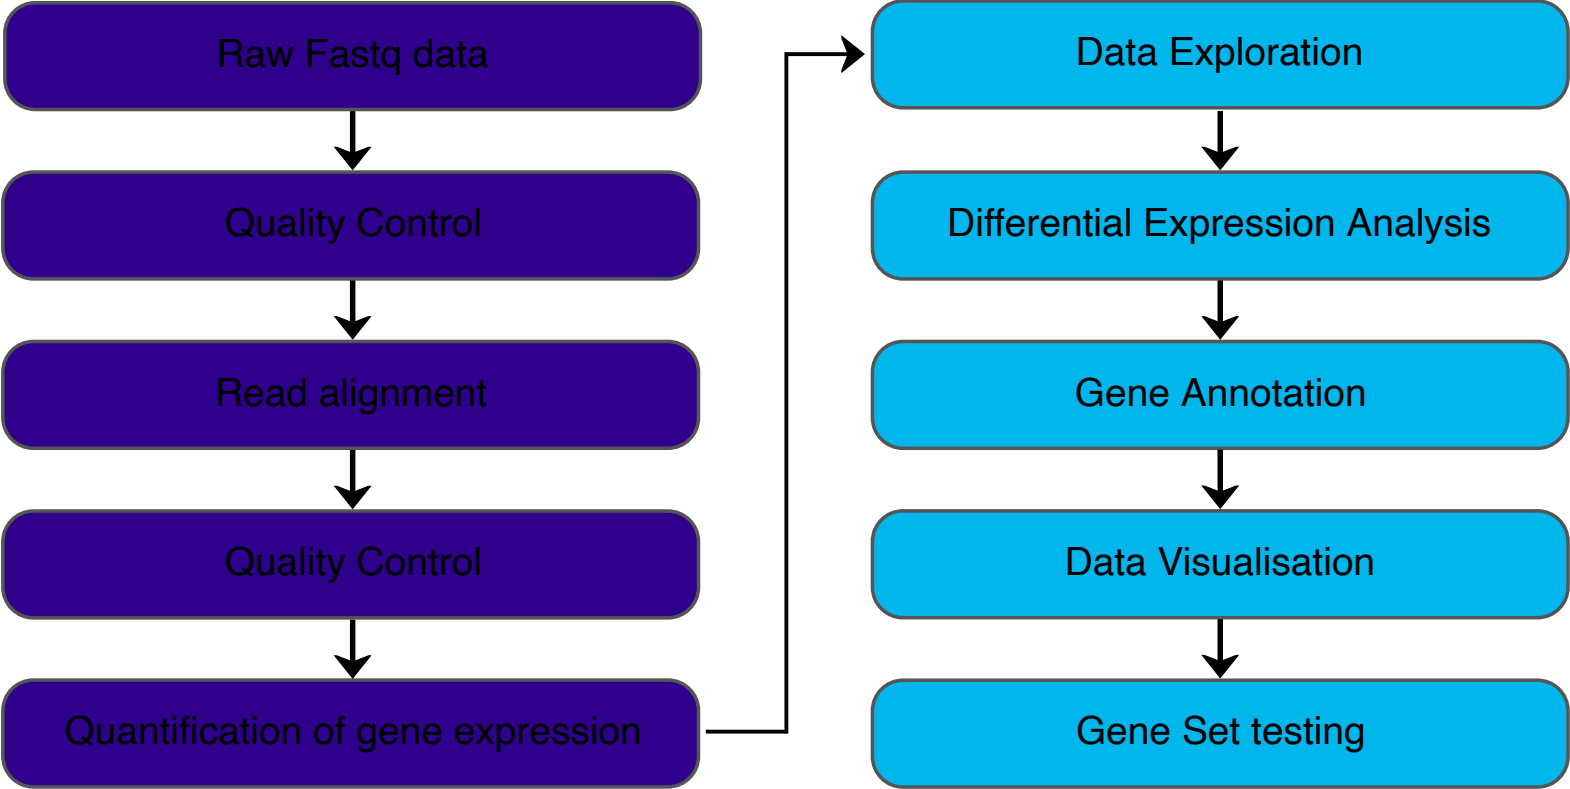 Raw Fastq data
Quality Control
Read alignment
Quality Control
Quantification of gene expression
Data Exploration
Differential Expression Analysis
Gene Annotation
Data Visualisation
Gene Set testing